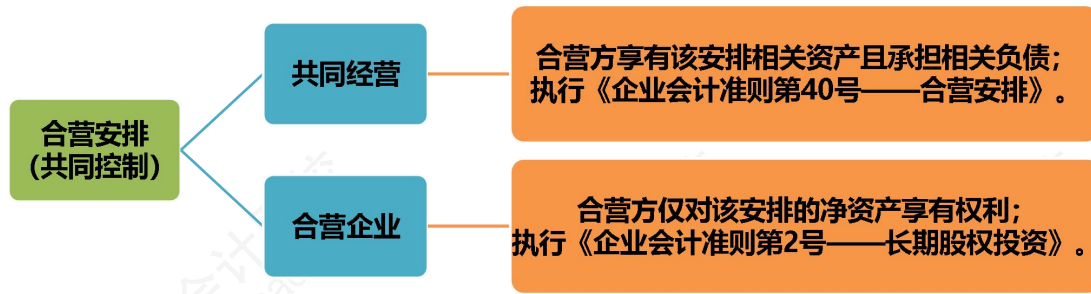 合营安排
（共同控制）
共同经营
合营方享有该安排相关资产且承担相关负债；
执行《企业会计准则第40号——合营安排》。
合营企业
合营方仅对该安排的净资产享有权利；
执行《企业会计准则第2号——长期股权投资》。